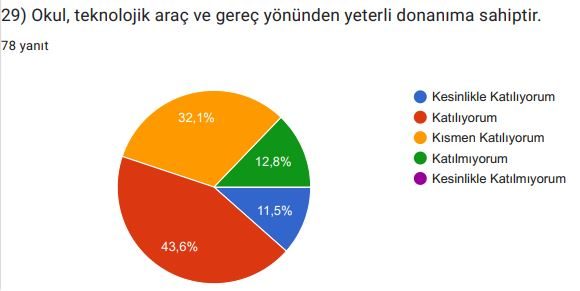 29) Okul, teknolojik araç ve gereç yönünden yeterli donanıma sahiptir.
78 yanıt
Kesinlikle Katılıyorum
Katılıyorum
Kısmen Katılıyorum
Katılmıyorum
Kesinlikle Katılmıyorum
32,1%
12,8%
11,5%
43,6%